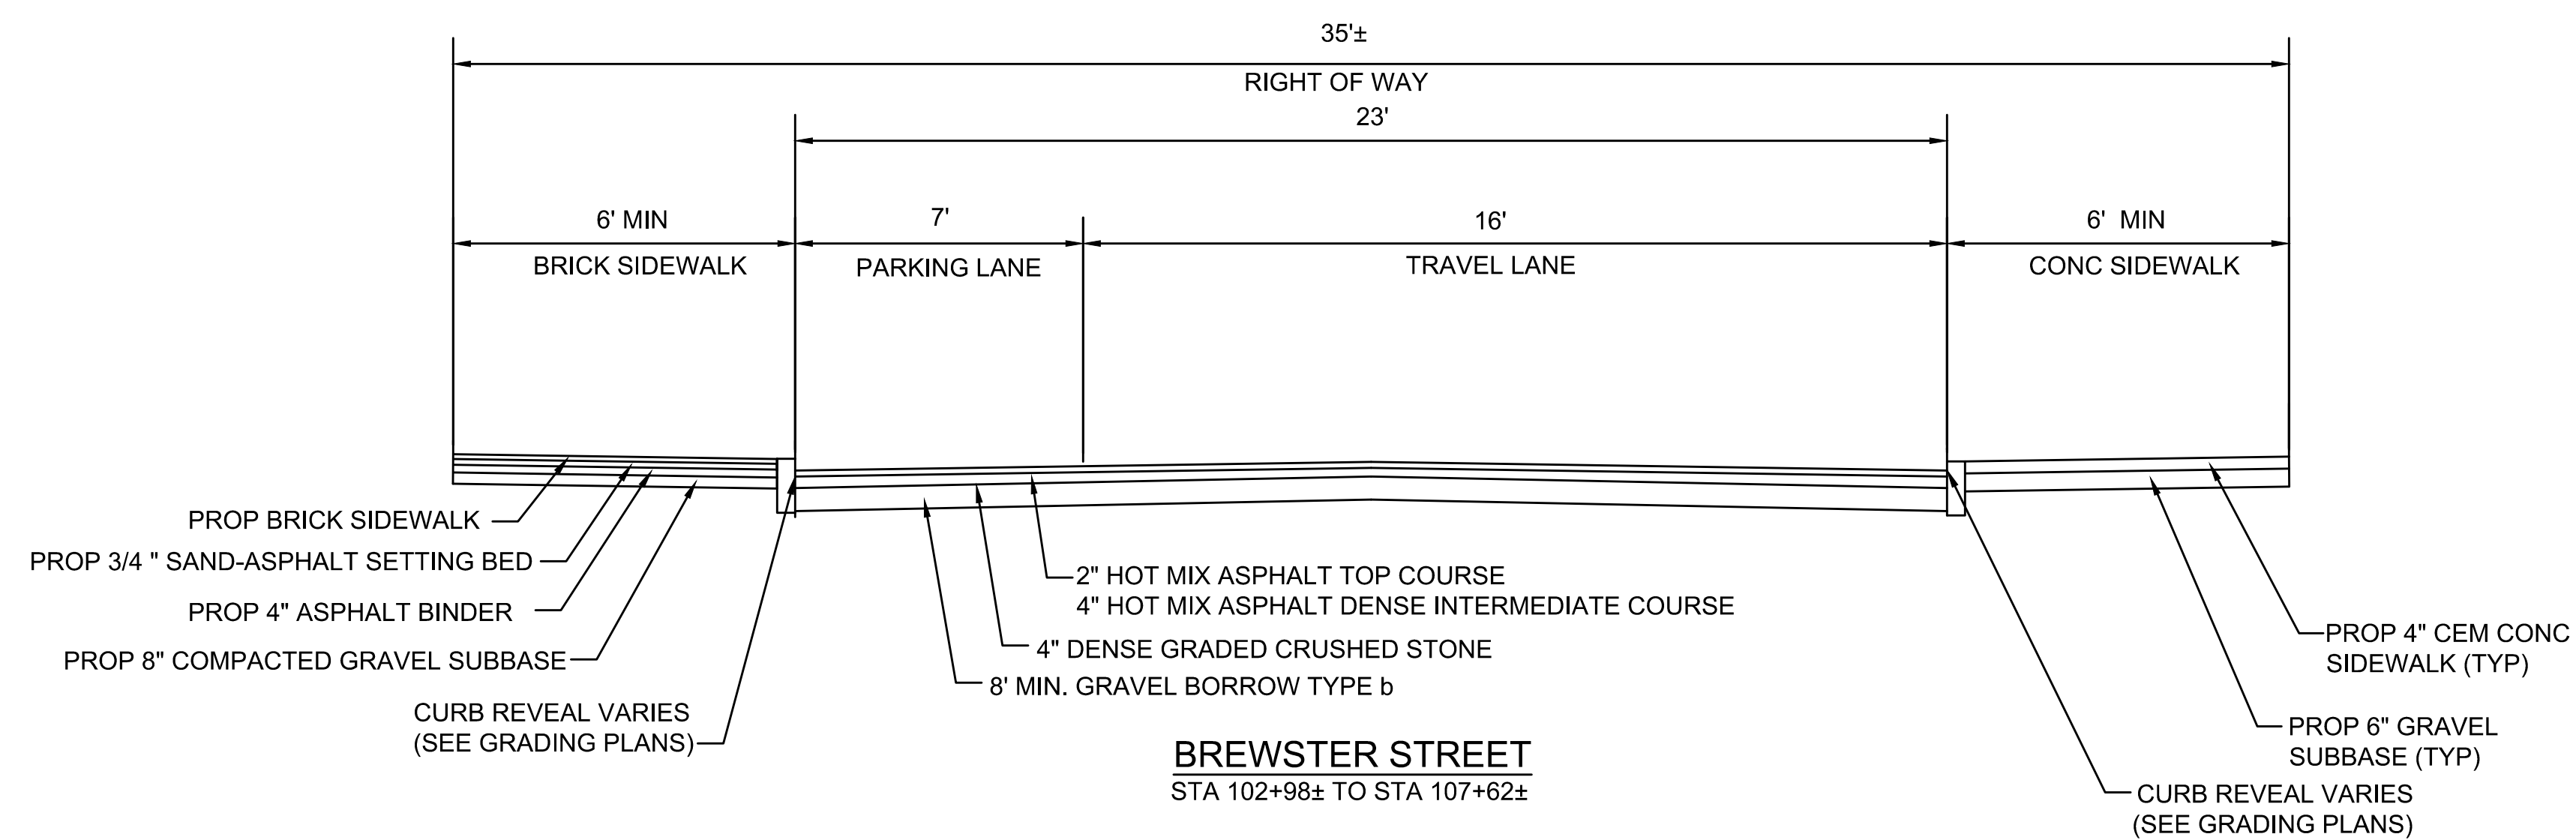 35'±
RIGHT OF WAY
23'
6' MIN
7'
16'
6' MIN
BRICK SIDEWALK
PARKING LANE
TRAVEL LANE
CONC SIDEWALK
PROP BRICK SIDEWALK
PROP 3/4 " SAND-ASPHALT SETTING BED
PROP 4" ASPHALT BINDER
PROP 8" COMPACTED GRAVEL SUBBASE
CURB REVEAL VARIES
(SEE GRADING PLANS)
2" HOT MIX ASPHALT TOP COURSE
4" HOT MIX ASPHALT DENSE INTERMEDIATE COURSE
4" DENSE GRADED CRUSHED STONE
8' MIN. GRAVEL BORROW TYPE b
PROP 4" CEM CONC
SIDEWALK (TYP)
PROP 6" GRAVEL
SUBBASE (TYP)
CURB REVEAL VARIES
(SEE GRADING PLANS)
BREWSTER STREET
STA 102+98± TO STA 107+62±